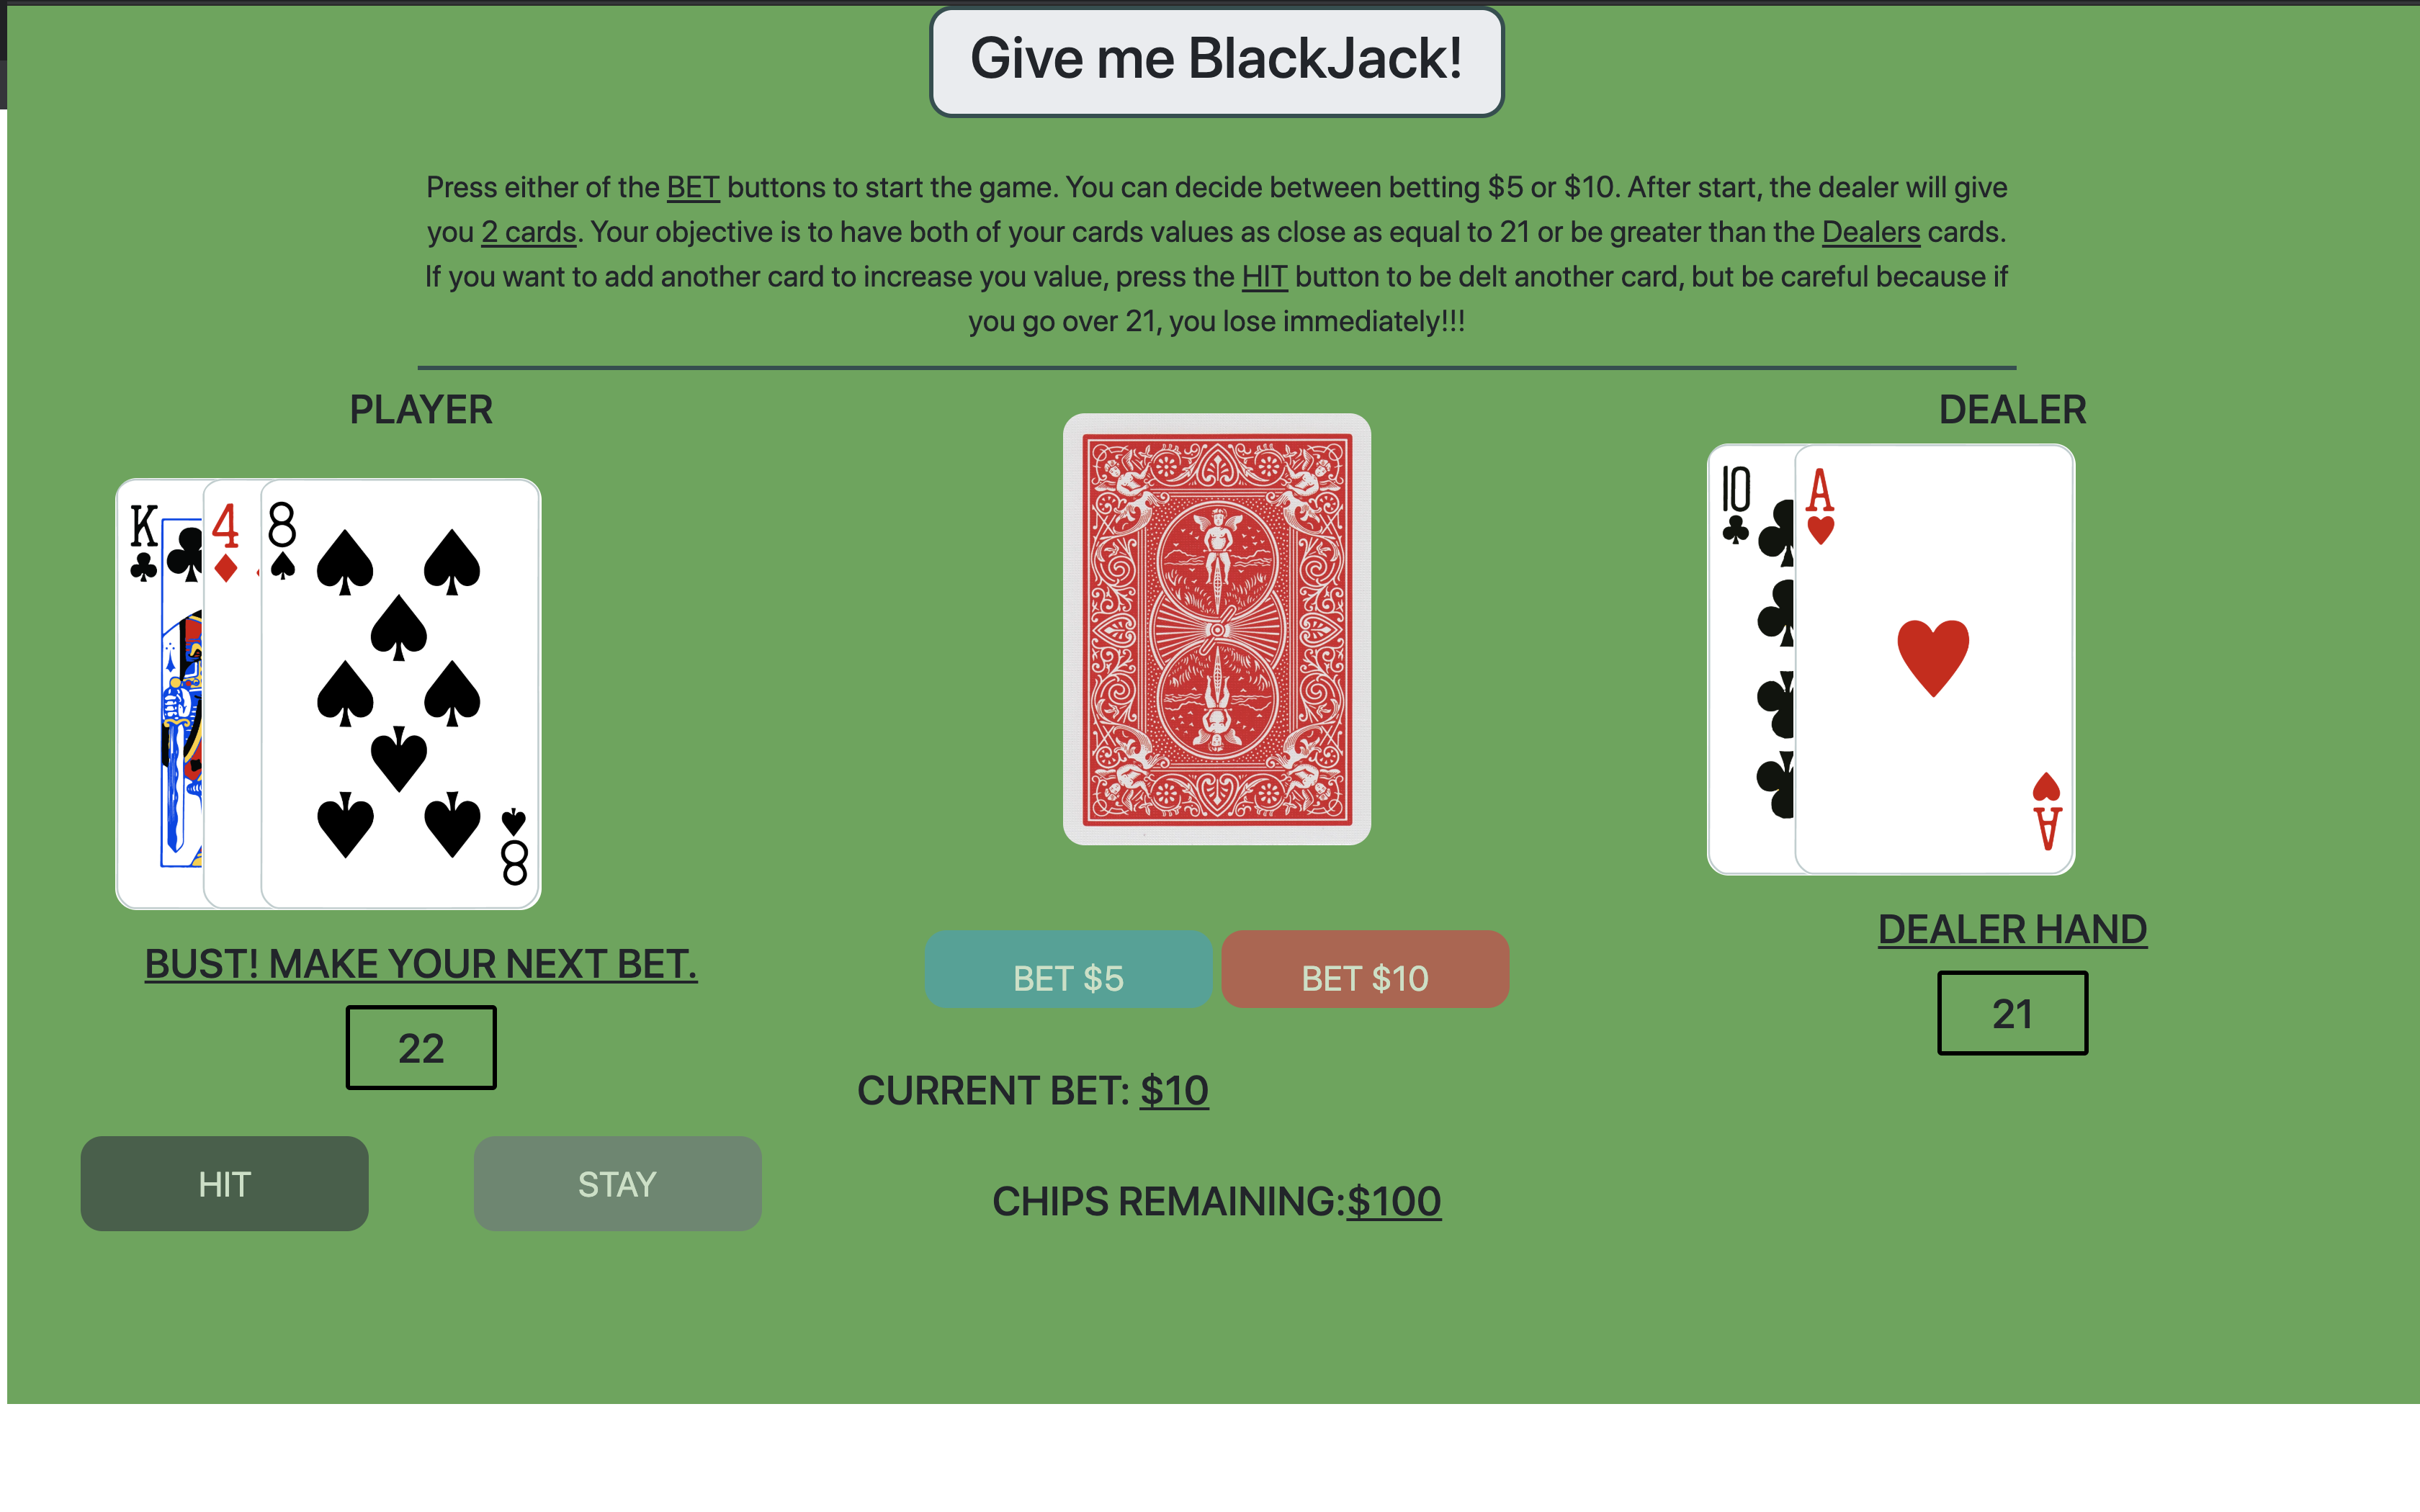 Give me BlackJack!
Press either of the BET buttons to start the game. You can decide between betting $5 or $10. After start, the dealer will give
you 2 cards. Your objective is to have both of your cards values as close as equal to 21 or be greater than the Dealers cards.
If you want to add another card to increase you value, press the HIT button to be delt another card, but be careful because if
you go over 21, you lose immediately!!!
PLAYER
DEALER
K
4
8
8
10
A
A
BUST! MAKE YOUR NEXT BET.
22
HIT
STAY
BET $5
BET $10
CURRENT BET: $10
CHIPS REMAINING:$100
DEALER HAND
21